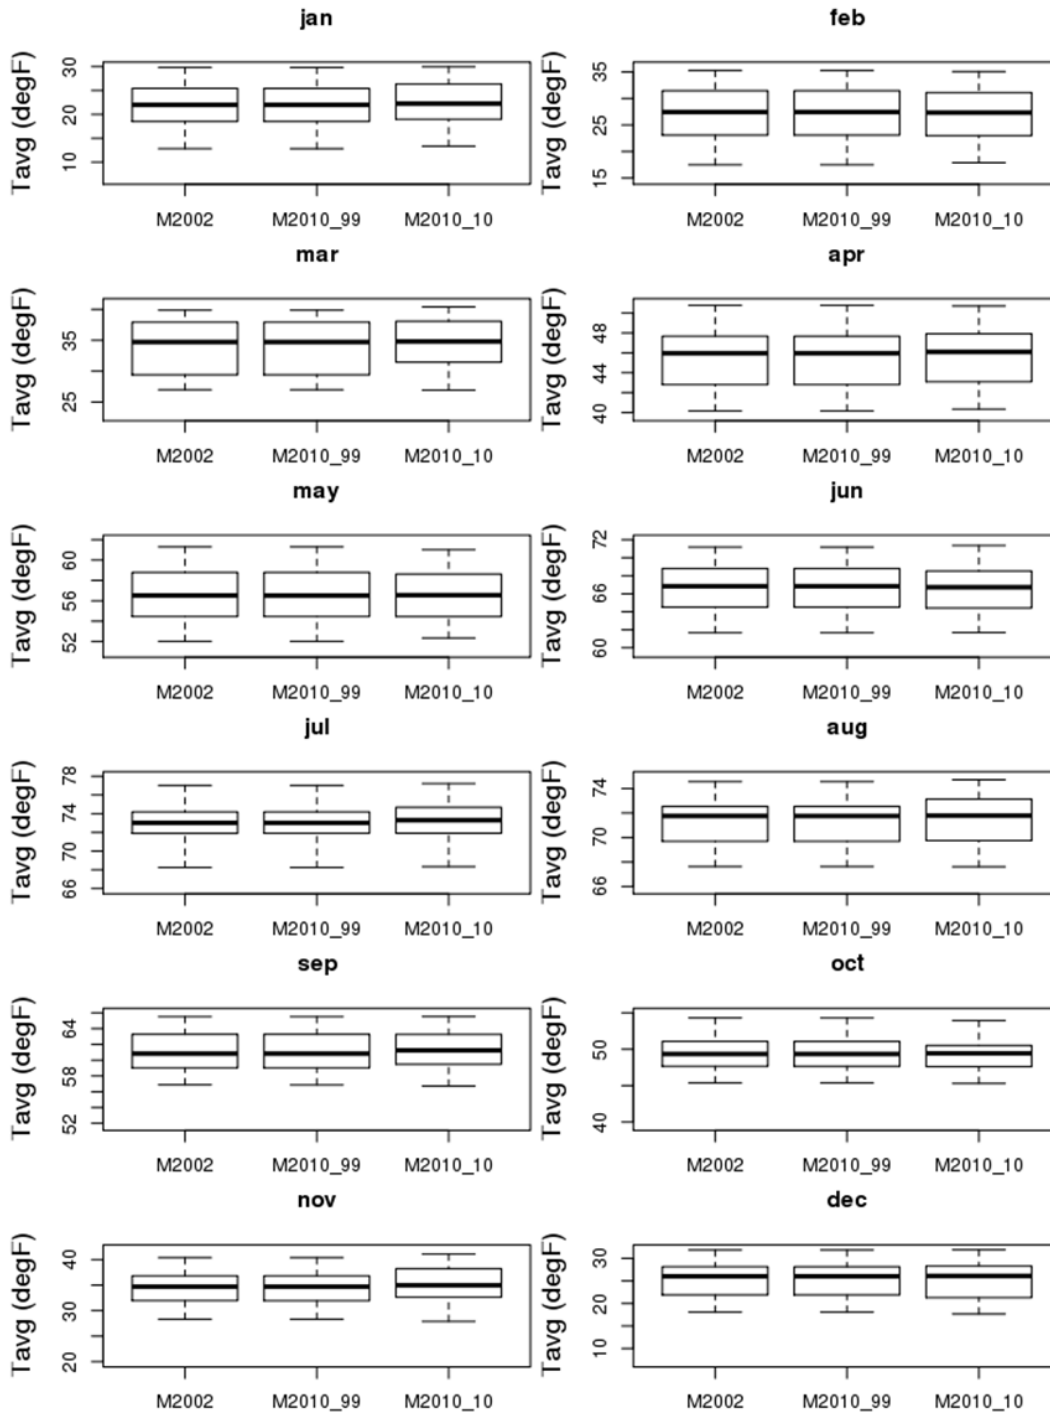 jan
feb
Tavg (degF)
30
20
10
M2002 M2010_99 M2010_10
Tavg (degF)
35
25
15
M2002 M2010_99 M2010_10
mar
apr
Tavg (degF)
35
25
M2002 M2010_99 M2010_10
Tavg (degF)
48
44
40
M2002 M2010_99 M2010_10
may
jun
Tavg (degF)
60
56
52
M2002 M2010_99 M2010_10
Tavg (degF)
72
66
60
M2002 M2010_99 M2010_10
jul
aug
Tavg (degF)
78
74
70
66
M2002 M2010_99 M2010_10
Tavg (degF)
74
70
66
M2002 M2010_99 M2010_10
sep
oct
Tavg (degF)
64
58
52
M2002 M2010_99 M2010_10
Tavg (degF)
50
40
M2002 M2010_99 M2010_10
nov
dec
Tavg (degF)
40
30
20
M2002 M2010_99 M2010_10
Tavg (degF)
30
20
10
M2002 M2010_99 M2010_10